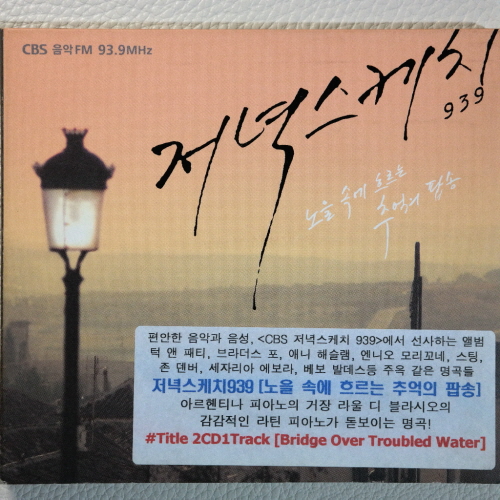 CBS 음악FM 93.9MHz
저녁스케치
939
노을 속에 흐르는
추억의 팝송
편안한 음악과 음성, <CBS 저녁스케치 939>에서 선사하는 앨범
턱 앤 패티, 브라더스 포, 애니 해슬램, 엔니오 모리꼬네, 스팅,
존 덴버, 세자리아 에보라, 베보 발데스등 주옥 같은 명곡들
저녁스케치939 [노을 속에 흐르는 추억의 팝송]
아르헨티나 피아노의 거장 라울 디 블라시오의
감감적인 라틴 피아노가 돋보이는 명곡!
#Title 2CD1Track [Bridge Over Troubled Water]